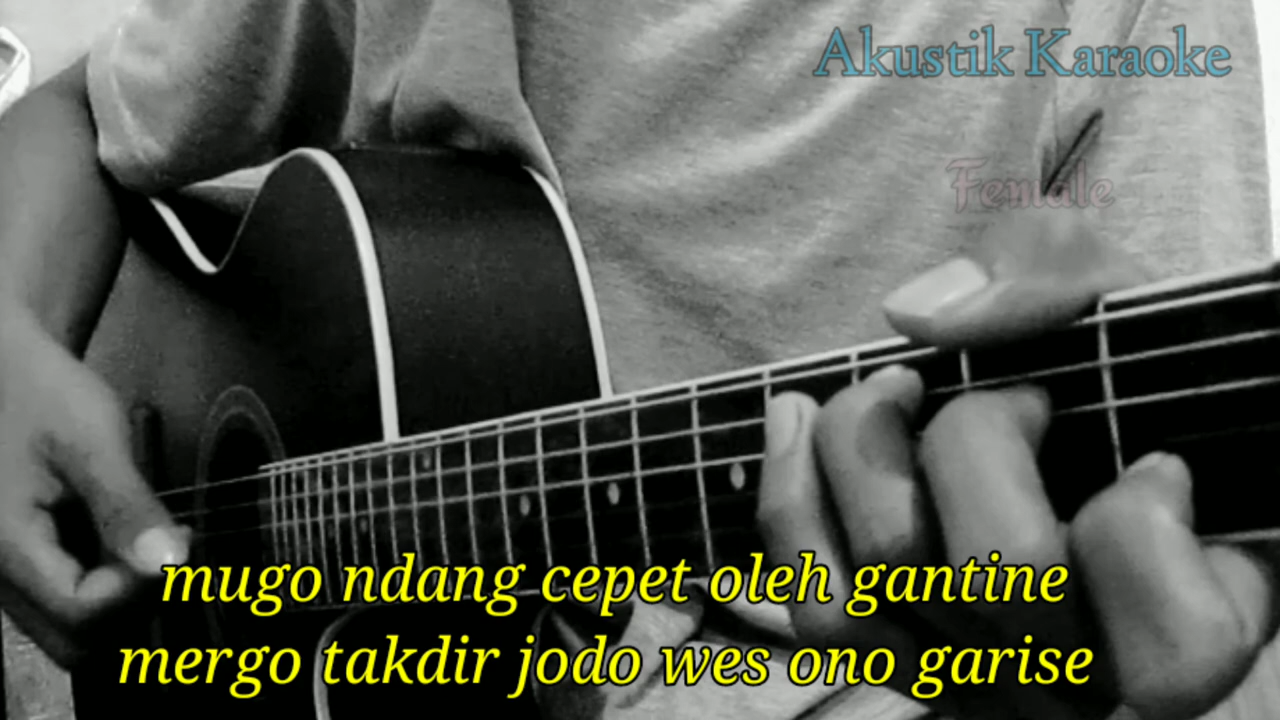 Akustik Karaoke
Female
mugo ndang cepet oleh gantine
mergo takdir jodo wes ono garise